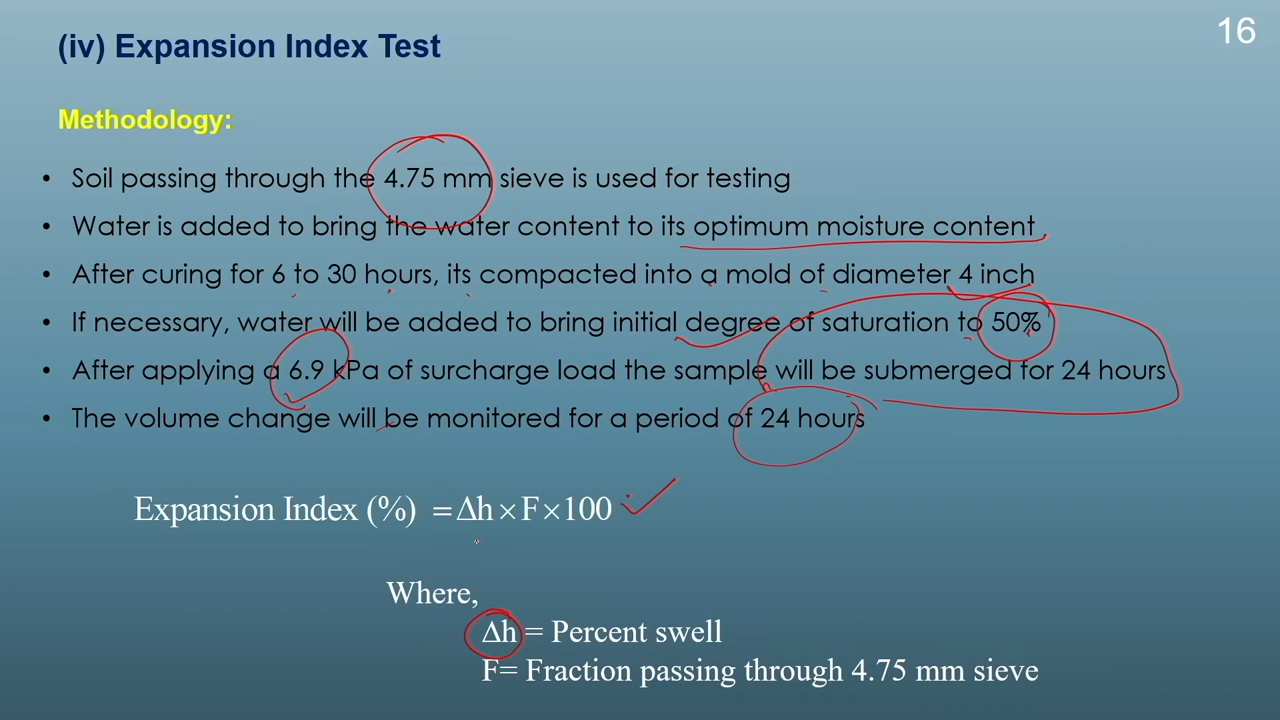 16
(iv) Expansion Index Test
Methodology:
• Soil passing through the 4.75 mm sieve is used for testing
• Water is added to bring the water content to its optimum moisture content
• After curing for 6 to 30 hours, its compacted into a mold of diameter 4 inch
• If necessary, water will be added to bring initial degree of saturation to 50%
• After applying a 6.9 kPa of surcharge load the sample will be submerged for 24 hours
• The volume change will be monitored for a period of 24 hours
Expansion Index (%) = Δh × F × 100
Where,
Δh = Percent swell
F= Fraction passing through 4.75 mm sieve